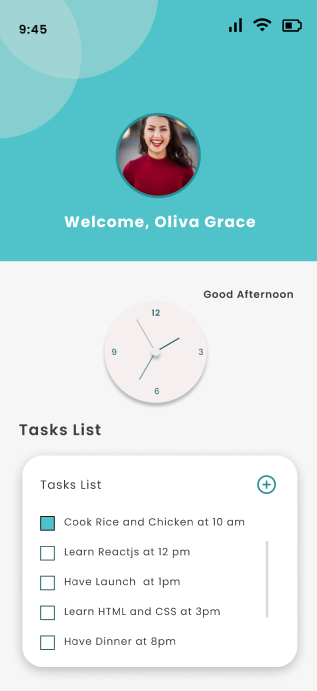 9:45
Welcome, Oliva Grace
Good Afternoon
12
9
3
6
Tasks List
Tasks List
Cook Rice and Chicken at 10 am
Learn Reactjs at 12 pm
Have Launch at 1pm
Learn HTML and CSS at 3pm
Have Dinner at 8pm